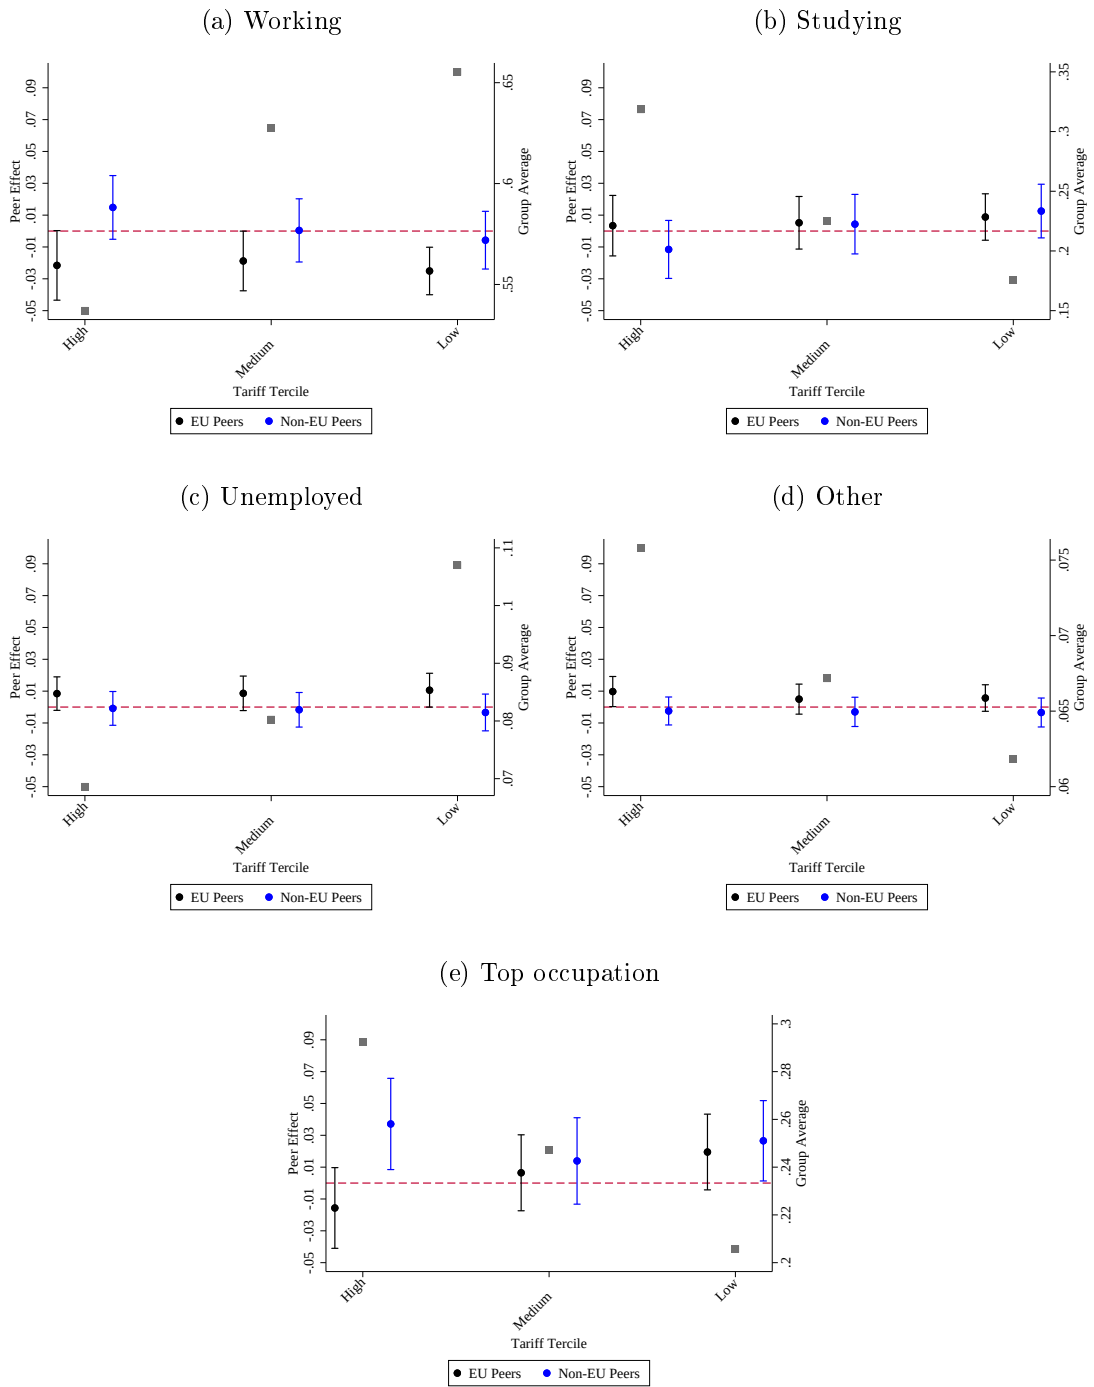 (a) Working
Peer Effect
-.05 -.03 -.01 .01 .03 .05 .07 .09
Group Average
.55 .6 .65
High Medium Low
Tariff Tercile
EU Peers Non-EU Peers
(b) Studying
Peer Effect
-.05 -.03 -.01 .01 .03 .05 .07 .09
Group Average
.15 .2 .25 .3 .35
High Medium Low
Tariff Tercile
EU Peers Non-EU Peers
(c) Unemployed
Peer Effect
-.05 -.03 -.01 .01 .03 .05 .07 .09
Group Average
.07 .08 .09 .1 .11
High Medium Low
Tariff Tercile
EU Peers Non-EU Peers
(d) Other
Peer Effect
-.05 -.03 -.01 .01 .03 .05 .07 .09
Group Average
.06 .065 .07 .075
High Medium Low
Tariff Tercile
EU Peers Non-EU Peers
(e) Top occupation
Peer Effect
-.05 -.03 -.01 .01 .03 .05 .07 .09
Group Average
.2 .22 .24 .26 .28 .3
High Medium Low
Tariff Tercile
EU Peers Non-EU Peers